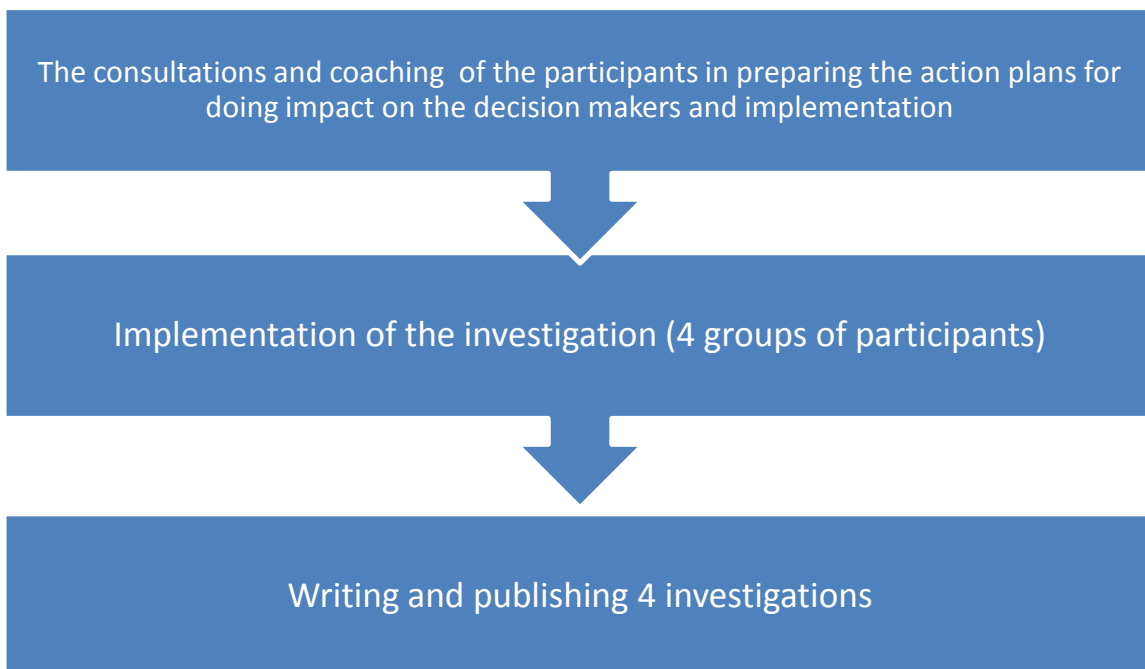 The consultations and coaching  of the participants in preparing the action plans for
doing impact on the decision makers and implementation
Implementation of the investigation (4 groups of participants)
Writing and publishing 4 investigations